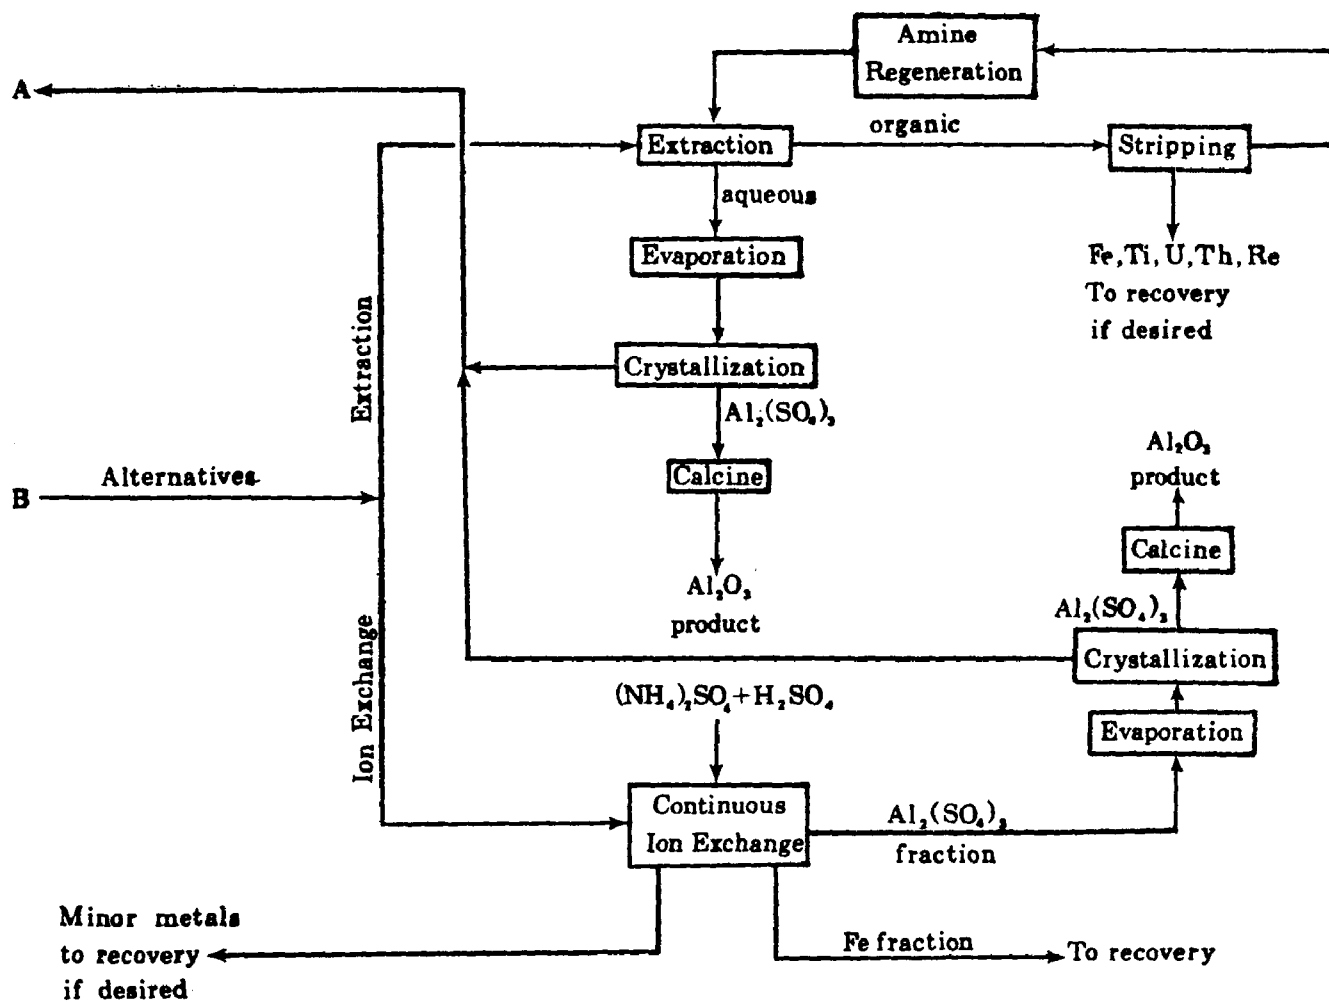 Amine
Regeneration
A
organic
Extraction
Stripping
aqueous
Evaporation
Fe, Ti, U, Th, Re
To recovery
if desired
Extraction
Crystallization
Al₂(SO₄)₃
Al₂O₃
product
Alternatives
Calcine
B
Calcine
Al₂O₃
product
Al₂(SO₄)₃
Crystallization
Ion Exchange
(NH₄)₂SO₄+H₂SO₄
Evaporation
Continuous
Ion Exchange
Al₂(SO₄)₃
fraction
Minor metals
to recovery
if desired
Fe fraction
To recovery